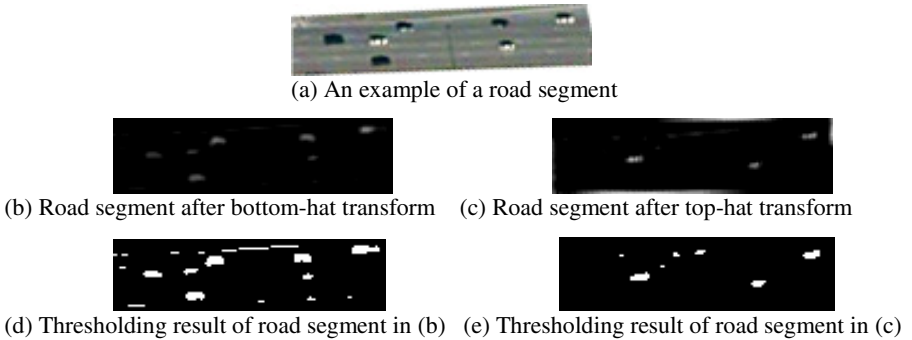 (a) An example of a road segment
(b) Road segment after bottom-hat transform (c) Road segment after top-hat transform
(d) Thresholding result of road segment in (b) (e) Thresholding result of road segment in (c)